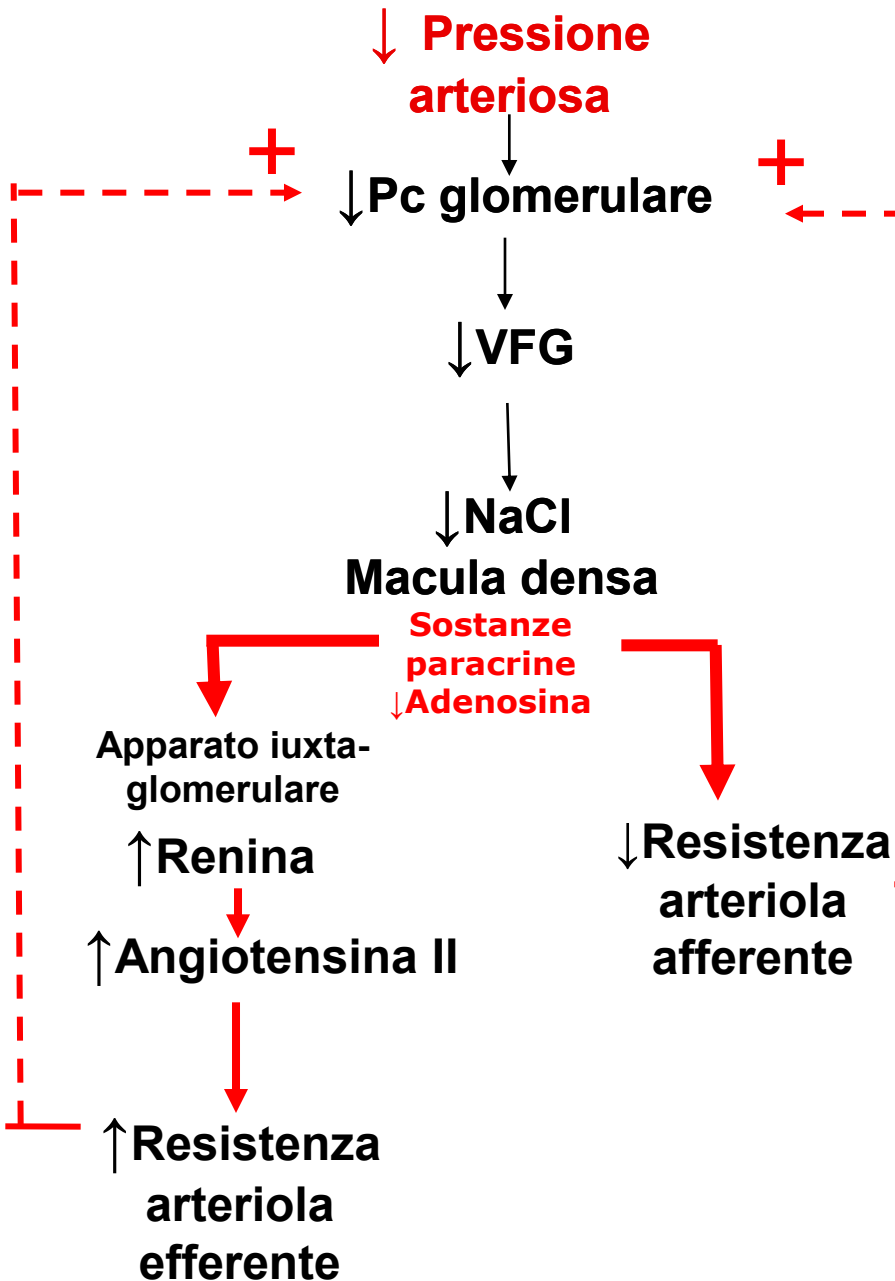 ↓ Pressione
arteriosa
+
+
↓Pc glomerulare
↓VFG
↓NaCl
Macula densa
Sostanze
paracrine
↓Adenosina
Apparato iuxta-
glomerulare
↑Renina
↑Angiotensina II
↑Resistenza
arteriola
efferente
↓Resistenza
arteriola
afferente